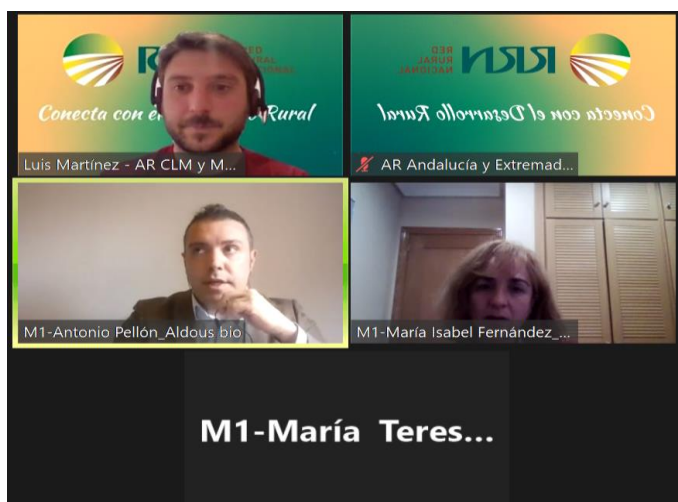 RED
RURAL
NACIONAL
RRN
Conecta con el Rural
Conecta con el Desarrollo Rural
Luis Martínez - AR CLM y M...
AR Andalucía y Extremad...
M1-Antonio Pellón_Aldous bio
M1-María Isabel Fernández_...
M1-María Teres...